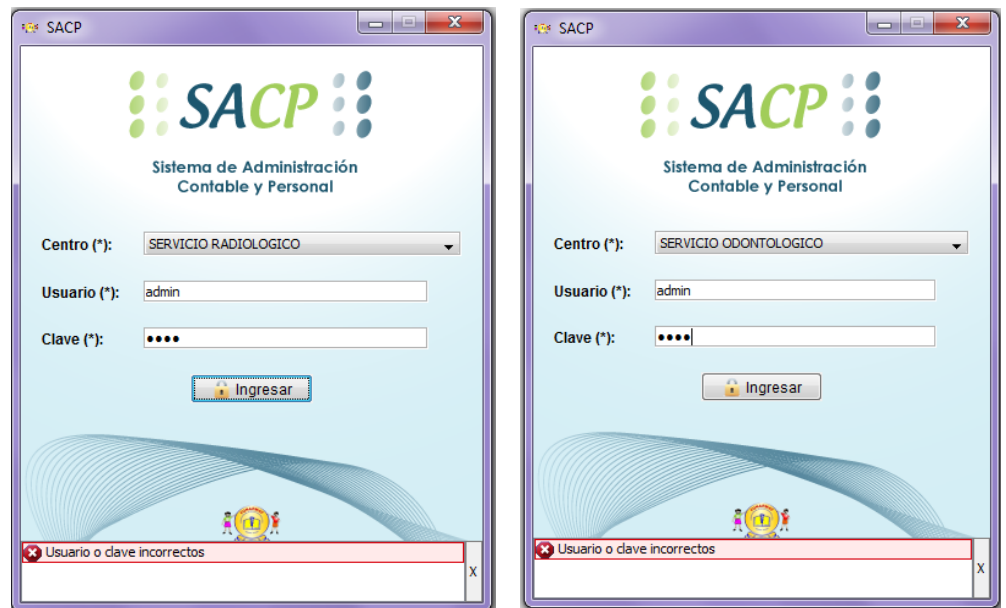 SACP
SACP
Sistema de Administración
Contable y Personal
Centro (*):
SERVICIO RADIOLOGICO
Usuario (*):
admin
Clave (*):
••••
Ingresar
Usuario o clave incorrectos
X
SACP
SACP
Sistema de Administración
Contable y Personal
Centro (*):
SERVICIO ODONTOLOGICO
Usuario (*):
admin
Clave (*):
••••
Ingresar
Usuario o clave incorrectos
X